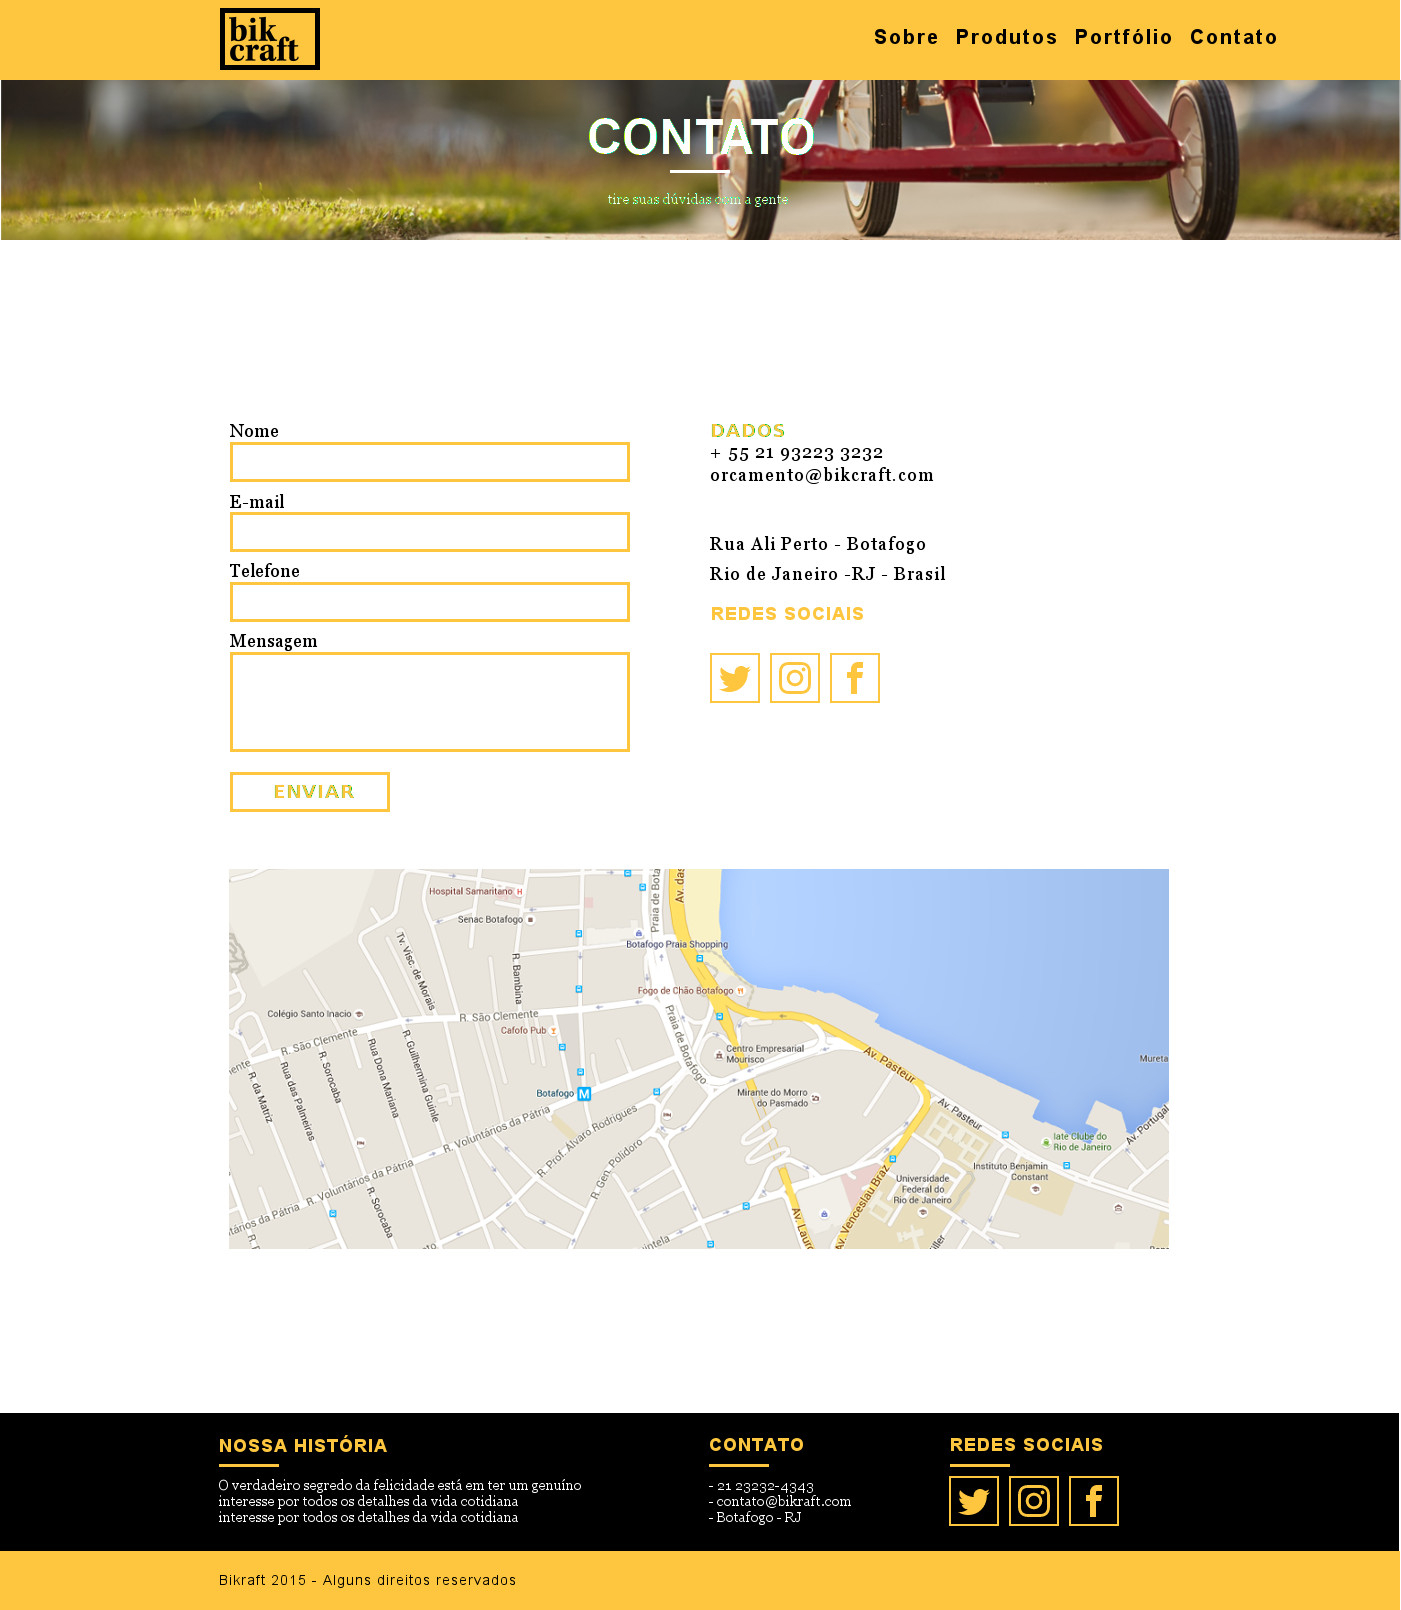 bik
craft
Sobre Produtos Portfólio Contato
CONTATO
tire suas dúvidas com a gente
Nome
E-mail
Telefone
Mensagem
ENVIAR
DADOS
+ 55 21 93223 3232
orcamento@bikcraft.com
Rua Ali Perto - Botafogo
Rio de Janeiro -RJ - Brasil
REDES SOCIAIS
Hospital Samaritano
H
Senac Botafogo
Praia de Bota
Av. das
Botafogo Praia Shopping
Tv. Visc. de Morais
R. Bambina
Fogo de Chão Botafogo
Colégio Santo Inacio
R. São Clemente
R. São Clemente
Cafofo Pub
Praia de Botafogo
Centro Empresarial
Mourisco
Av. Pasteur
Mureta
R. da Matriz
Rua das Palmeiras
R. Sorocaba
Rua Dona Mariana
R. Guilhermina Guinle
Botafogo
M
Mirante do Morro
do Pasmado
Av. Pasteur
Av. Portugal
R. Voluntários da Pátria
R. Prof. Álvaro Rodrigues
Iate Clube do
Rio de Janeiro
R. Gen. Polidoro
R. Voluntários da Pátria
Instituto Benjamin
Constant
Universidade
Federal do
Rio de Janeiro
ntários da Pátria
R. Sorocaba
Av. Venceslau Braz
Av. Lauro
uintela
iller
NOSSA HISTÓRIA
O verdadeiro segredo da felicidade está em ter um genuíno
interesse por todos os detalhes da vida cotidiana
interesse por todos os detalhes da vida cotidiana
CONTATO
- 21 23232-4343
- contato@bikraft.com
- Botafogo - RJ
REDES SOCIAIS
Bikraft 2015 - Alguns direitos reservados